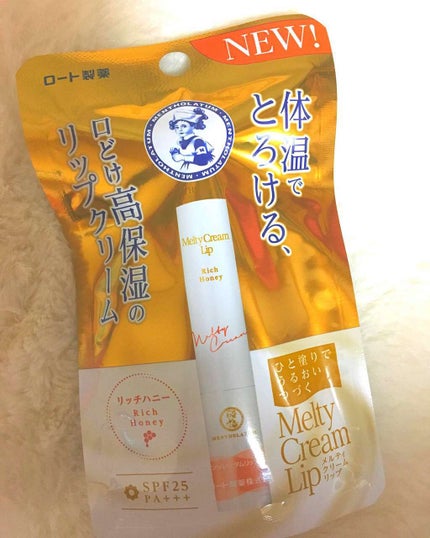 NEW!
ロート製薬
MENTHOLATUM・MENTHOLATUM・MENTHOLATUM
体温で
とろける、
口どけ高保湿の
リップクリーム
Melty Cream
Lip
Rich
Honey
Melty
Cream
MENTHOLATUM
リッチハニー
Rich
Honey
SPF25
PA+++
ひと塗りで
うるおい
つづく
Melty
Cream
Lip
メルティ
クリーム
リップ